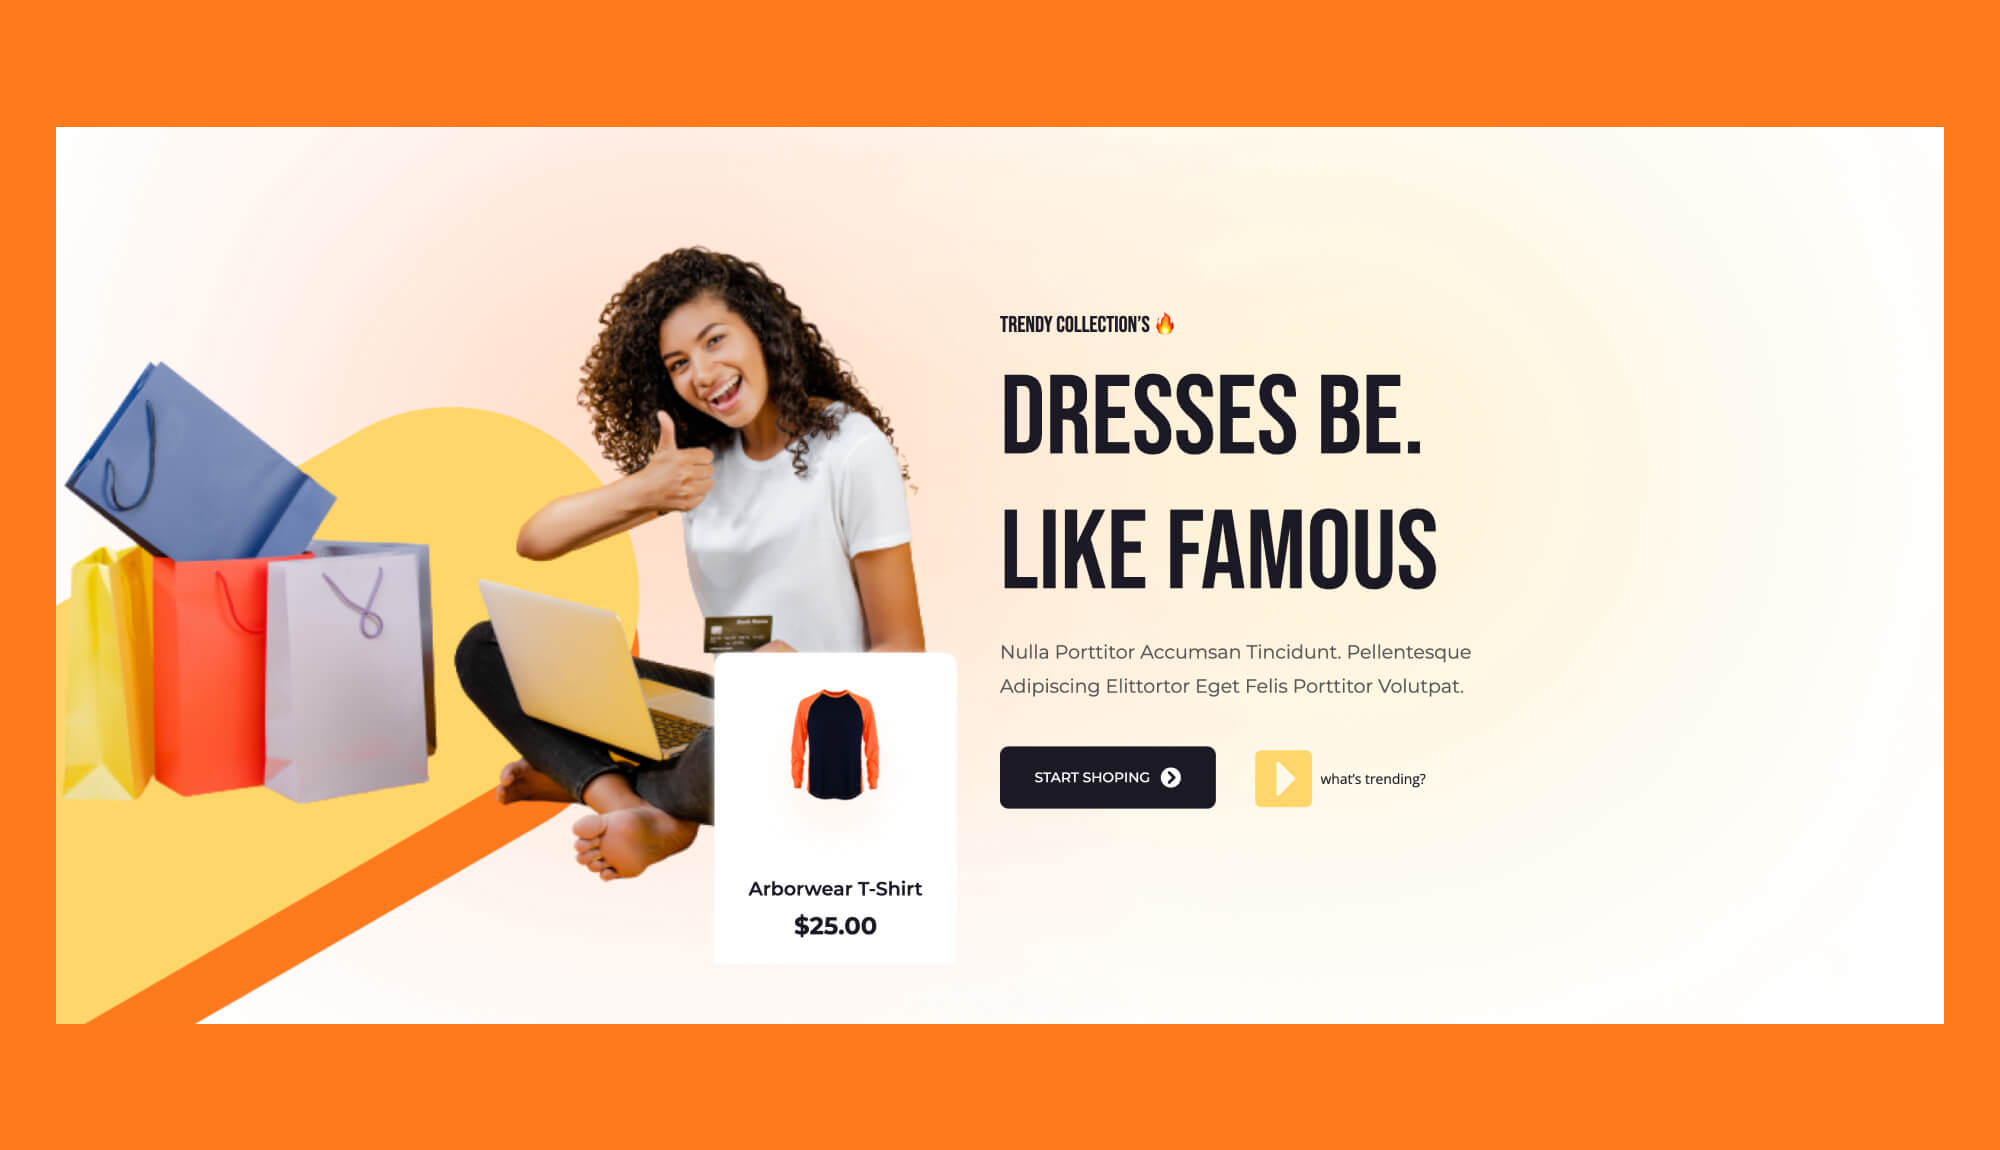 TRENDY COLLECTION'S 🔥
DRESSES BE.
LIKE FAMOUS
Nulla Porttitor Accumsan Tincidunt. Pellentesque
Adipiscing Elittortor Eget Felis Porttitor Volutpat.
START SHOPING
what's trending?
Arborwear T-Shirt
$25.00